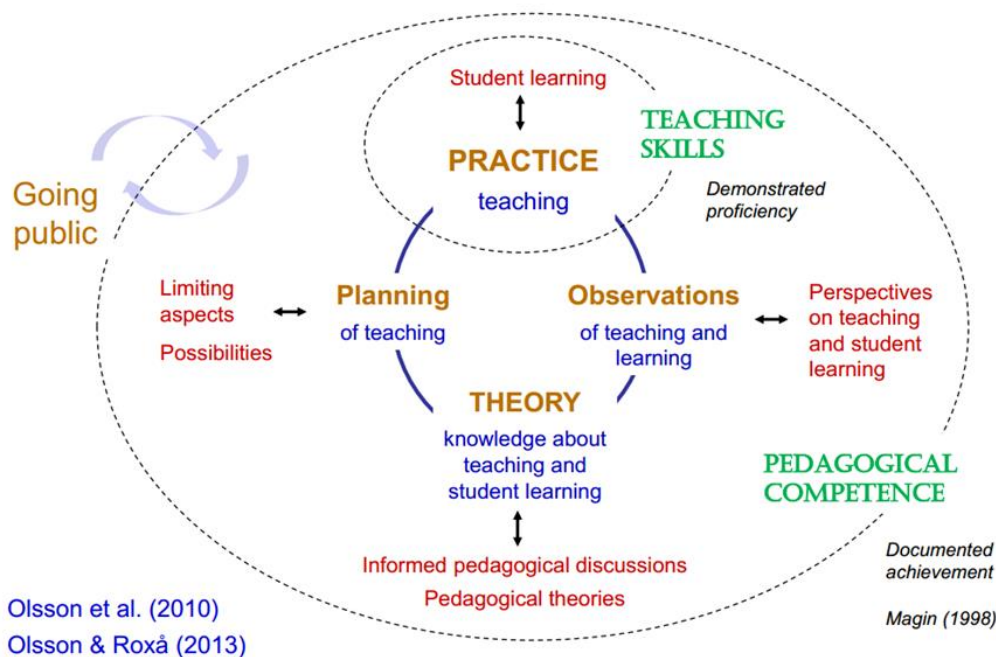 Student learning
PRACTICE
teaching
TEACHING
SKILLS
Demonstrated
proficiency
Going
public
Limiting
aspects
Possibilities
Planning
of teaching
Observations
of teaching and
learning
Perspectives
on teaching
and student
learning
THEORY
knowledge about
teaching and
student learning
PEDAGOGICAL
COMPETENCE
Informed pedagogical discussions
Pedagogical theories
Documented
achievement
Magin (1998)
Olsson et al. (2010)
Olsson & Roxå (2013)